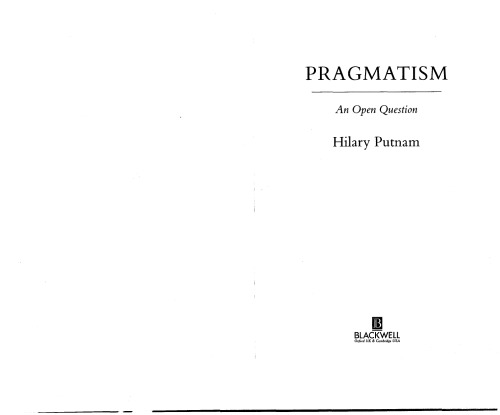 PRAGMATISM
An Open Question
Hilary Putnam
B
BLACKWELL
Oxford UK & Cambridge USA